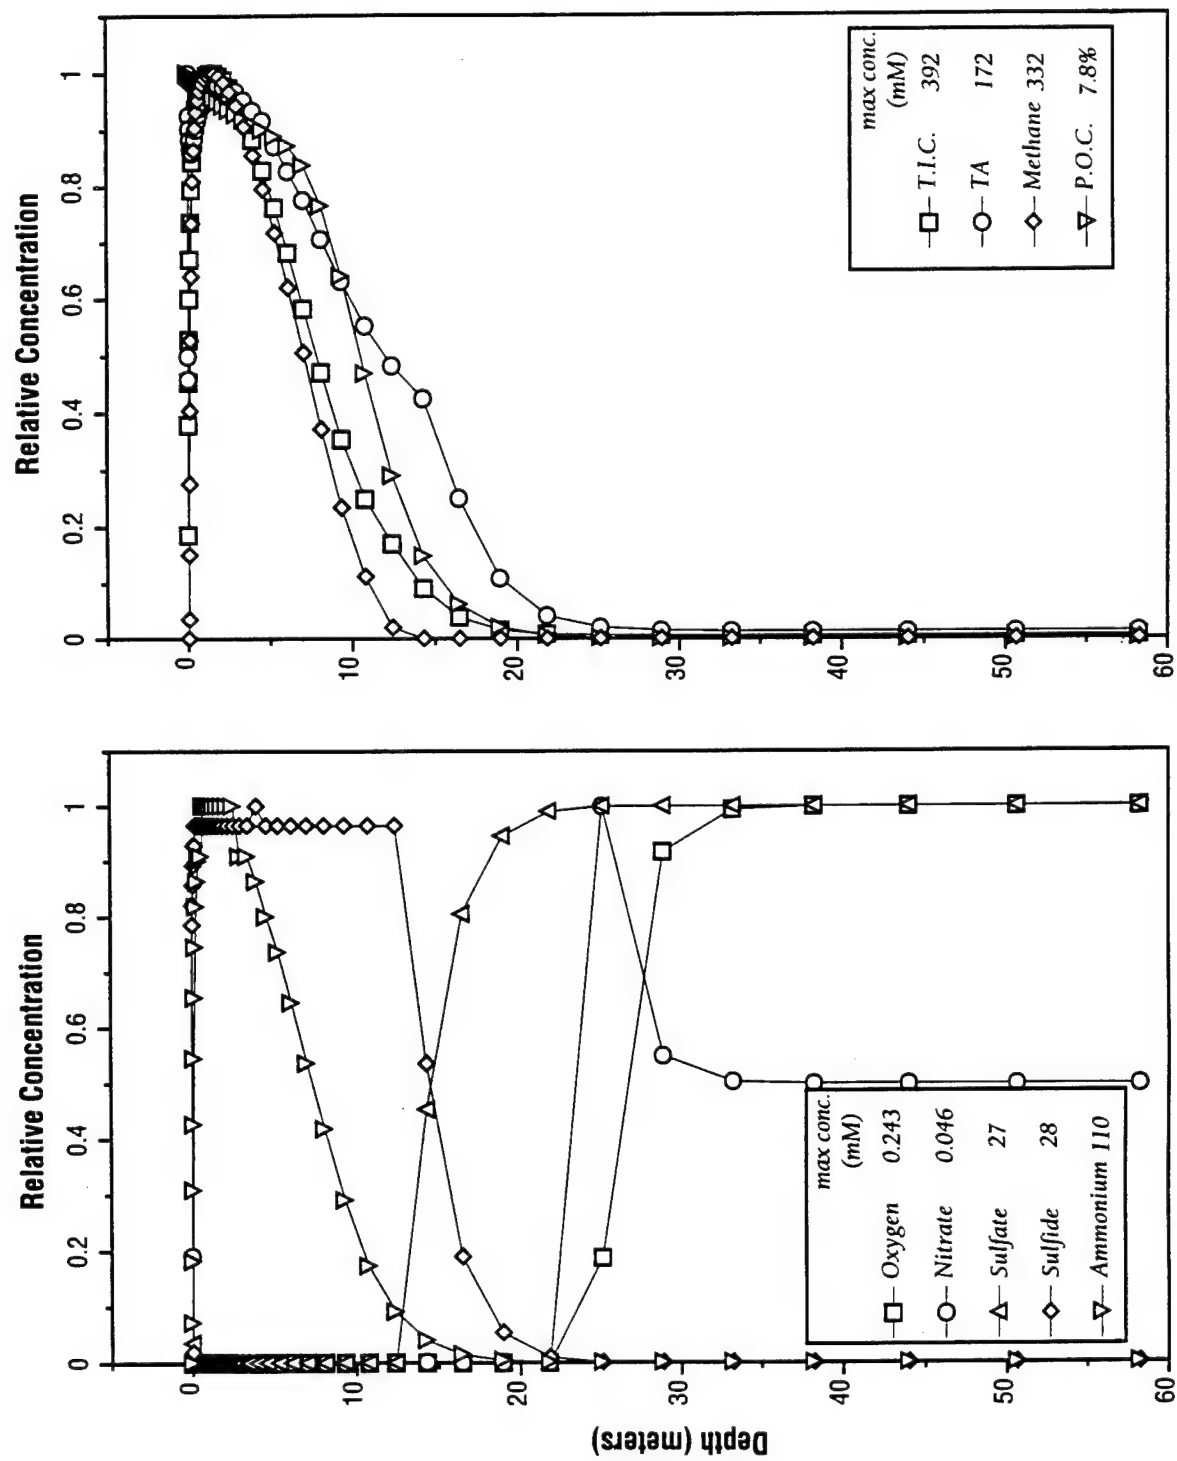 Relative Concentration
0
0.2
0.4
0.6
0.8
1
0
10
20
30
40
50
60
Depth (meters)
max conc.
(mM)
Oxygen 0.243
Nitrate 0.046
Sulfate 27
Sulfide 28
Ammonium 110
Relative Concentration
0
0.2
0.4
0.6
0.8
1
0
10
20
30
40
50
60
max conc.
(mM)
T.I.C. 392
TA 172
Methane 332
P.O.C. 7.8%